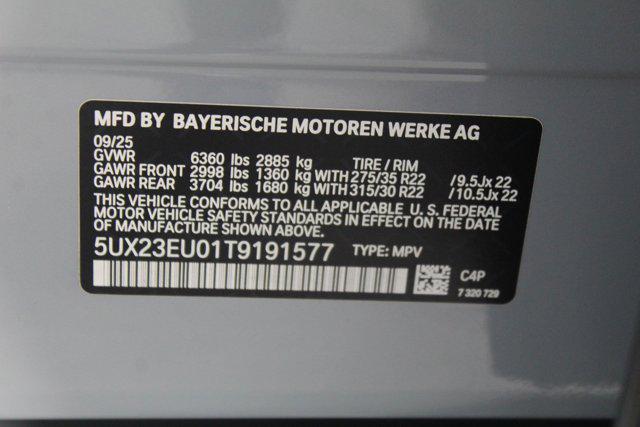 MFD BY BAYERISCHE MOTOREN WERKE AG
09/25
GVWR 6360 lbs 2885 kg TIRE / RIM
GAWR FRONT 2998 lbs 1360 kg WITH 275/35 R22 /9.5Jx 22
GAWR REAR 3704 lbs 1680 kg WITH 315/30 R22 /10.5Jx 22
THIS VEHICLE CONFORMS TO ALL APPLICABLE U. S. FEDERAL
MOTOR VEHICLE SAFETY STANDARDS IN EFFECT ON THE DATE
OF MANUFACTURE SHOWN ABOVE.
5UX23EU01T9191577 TYPE: MPV
C4P
7 320 729